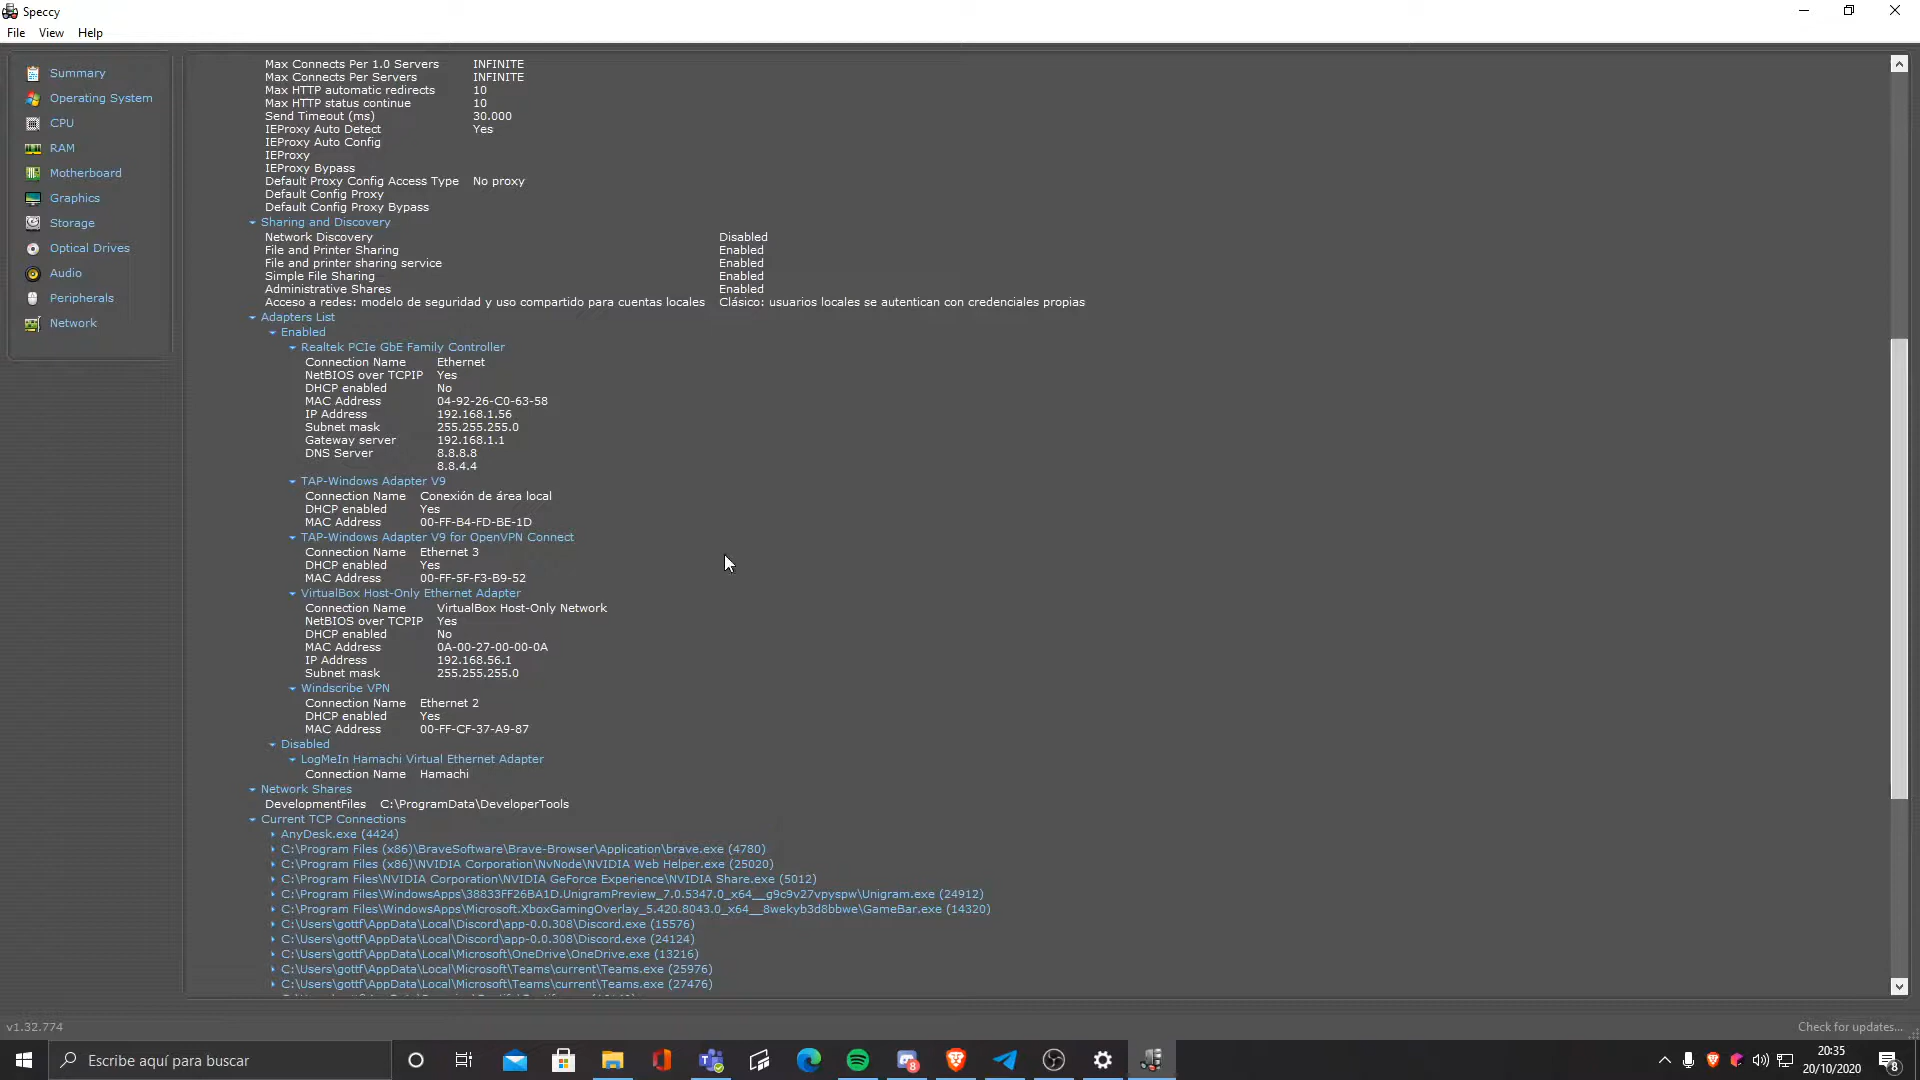 Speccy
File View Help
Summary
Operating System
CPU
RAM
Motherboard
Graphics
Storage
Optical Drives
Audio
Peripherals
Network
Max Connects Per 1.0 Servers INFINITE
Max Connects Per Servers INFINITE
Max HTTP automatic redirects 10
Max HTTP status continue 10
Send Timeout (ms) 30.000
IEProxy Auto Detect Yes
IEProxy Auto Config
IEProxy
IEProxy Bypass
Default Proxy Config Access Type No proxy
Default Config Proxy
Default Config Proxy Bypass
Sharing and Discovery
Network Discovery Disabled
File and Printer Sharing Enabled
File and printer sharing service Enabled
Simple File Sharing Enabled
Administrative Shares Enabled
Acceso a redes: modelo de seguridad y uso compartido para cuentas locales Clásico: usuarios locales se autentican con credenciales propias
Adapters List
Enabled
Realtek PCIe GbE Family Controller
Connection Name Ethernet
NetBIOS over TCPIP Yes
DHCP enabled No
MAC Address 04-92-26-C0-63-58
IP Address 192.168.1.56
Subnet mask 255.255.255.0
Gateway server 192.168.1.1
DNS Server 8.8.8.8
8.8.4.4
TAP-Windows Adapter V9
Connection Name Conexión de área local
DHCP enabled Yes
MAC Address 00-FF-B4-FD-BE-1D
TAP-Windows Adapter V9 for OpenVPN Connect
Connection Name Ethernet 3
DHCP enabled Yes
MAC Address 00-FF-5F-F3-B9-52
VirtualBox Host-Only Ethernet Adapter
Connection Name VirtualBox Host-Only Network
NetBIOS over TCPIP Yes
DHCP enabled No
MAC Address 0A-00-27-00-00-0A
IP Address 192.168.56.1
Subnet mask 255.255.255.0
Windscribe VPN
Connection Name Ethernet 2
DHCP enabled Yes
MAC Address 00-FF-CF-37-A9-87
Disabled
LogMeIn Hamachi Virtual Ethernet Adapter
Connection Name Hamachi
Network Shares
DevelopmentFiles C:\ProgramData\DeveloperTools
Current TCP Connections
AnyDesk.exe (4424)
C:\Program Files (x86)\BraveSoftware\Brave-Browser\Application\brave.exe (4780)
C:\Program Files (x86)\NVIDIA Corporation\NvNode\NVIDIA Web Helper.exe (25020)
C:\Program Files\NVIDIA Corporation\NVIDIA GeForce Experience\NVIDIA Share.exe (5012)
C:\Program Files\WindowsApps\38833FF26BA1D.UnigramPreview_7.0.5347.0_x64__g9c9v27vpyspw\Unigram.exe (24912)
C:\Program Files\WindowsApps\Microsoft.XboxGamingOverlay_5.420.8043.0_x64__8wekyb3d8bbwe\GameBar.exe (14320)
C:\Users\gottf\AppData\Local\Discord\app-0.0.308\Discord.exe (15576)
C:\Users\gottf\AppData\Local\Discord\app-0.0.308\Discord.exe (24124)
C:\Users\gottf\AppData\Local\Microsoft\OneDrive\OneDrive.exe (13216)
C:\Users\gottf\AppData\Local\Microsoft\Teams\current\Teams.exe (25976)
C:\Users\gottf\AppData\Local\Microsoft\Teams\current\Teams.exe (27476)
v1.32.774
Check for updates...
Escribe aquí para buscar
8
20:35
20/10/2020
8